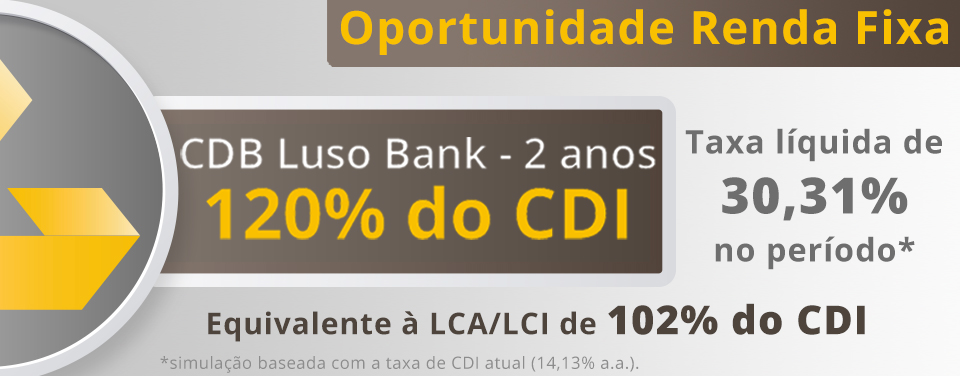 Oportunidade Renda Fixa
CDB Luso Bank - 2 anos
120% do CDI
Taxa líquida de
30,31%
no período*
Equivalente à LCA/LCI de 102% do CDI
*simulação baseada com a taxa de CDI atual (14,13% a.a.).